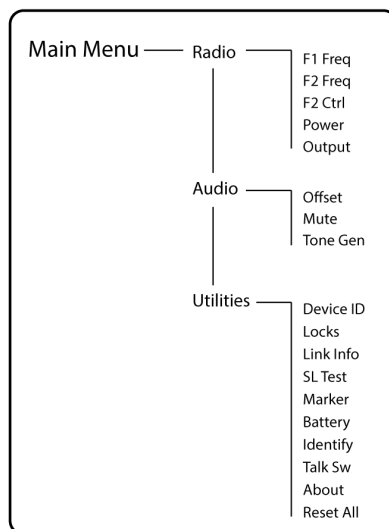 Main Menu
Radio
F1 Freq
F2 Freq
F2 Ctrl
Power
Output
Audio
Offset
Mute
Tone Gen
Utilities
Device ID
Locks
Link Info
SL Test
Marker
Battery
Identify
Talk Sw
About
Reset All